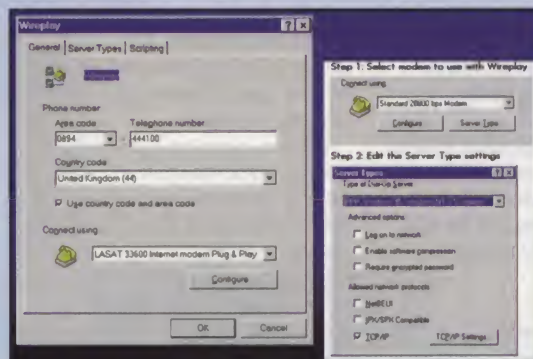 Wireplay
General
Server Types
Scripting
Phone number
Area code
Telephone number
0894
-
444100
Country code
United Kingdom (44)
Use country code and area code
Connect using
LASAT 33600 Internet modem Plug & Play
Configure
OK
Cancel
Step 1: Select modem to use with Wireplay
Connect using
Standard 28800 bps Modem
Configure
Server Type
Step 2: Edit the Server Type settings
Server Types
Type of Dial-Up Server
Advanced options
Log on to network
Enable software compression
Require encrypted password
Allowed network protocols
NetBEUI
IPX/SPX Compatible
TCP/IP
TCP/IP Settings...